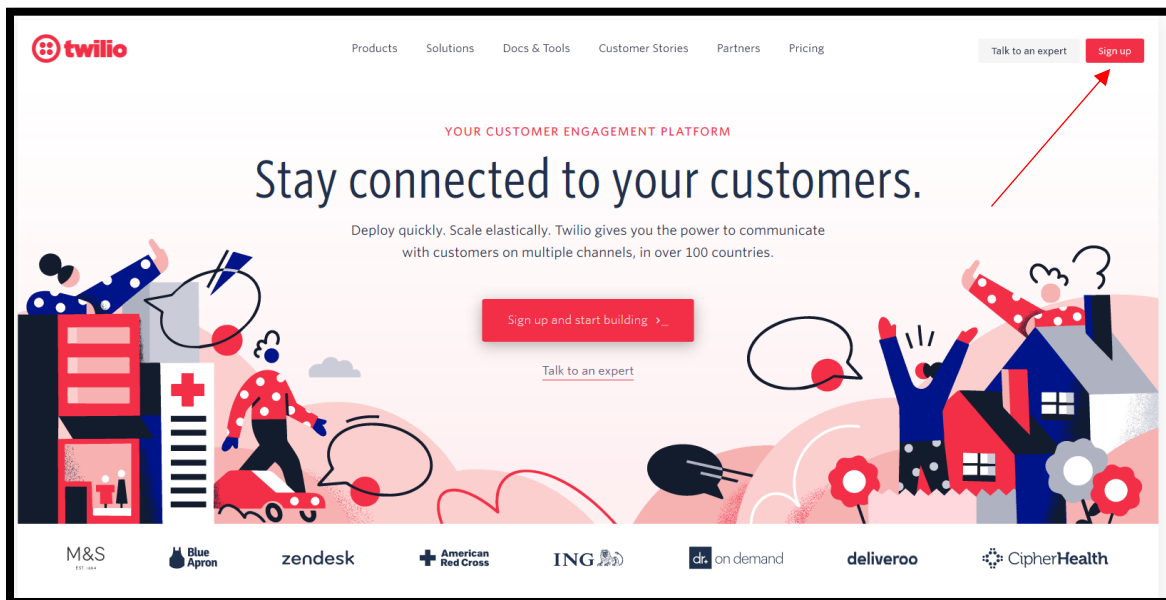 twilio
Products Solutions Docs & Tools Customer Stories Partners Pricing
Talk to an expert Sign up
YOUR CUSTOMER ENGAGEMENT PLATFORM
Stay connected to your customers.
Deploy quickly. Scale elastically. Twilio gives you the power to communicate
with customers on multiple channels, in over 100 countries.
Sign up and start building >_
Talk to an expert
M&S
EST. 1884
Blue
Apron
zendesk
American
Red Cross
ING
dr. on demand
deliveroo
CipherHealth